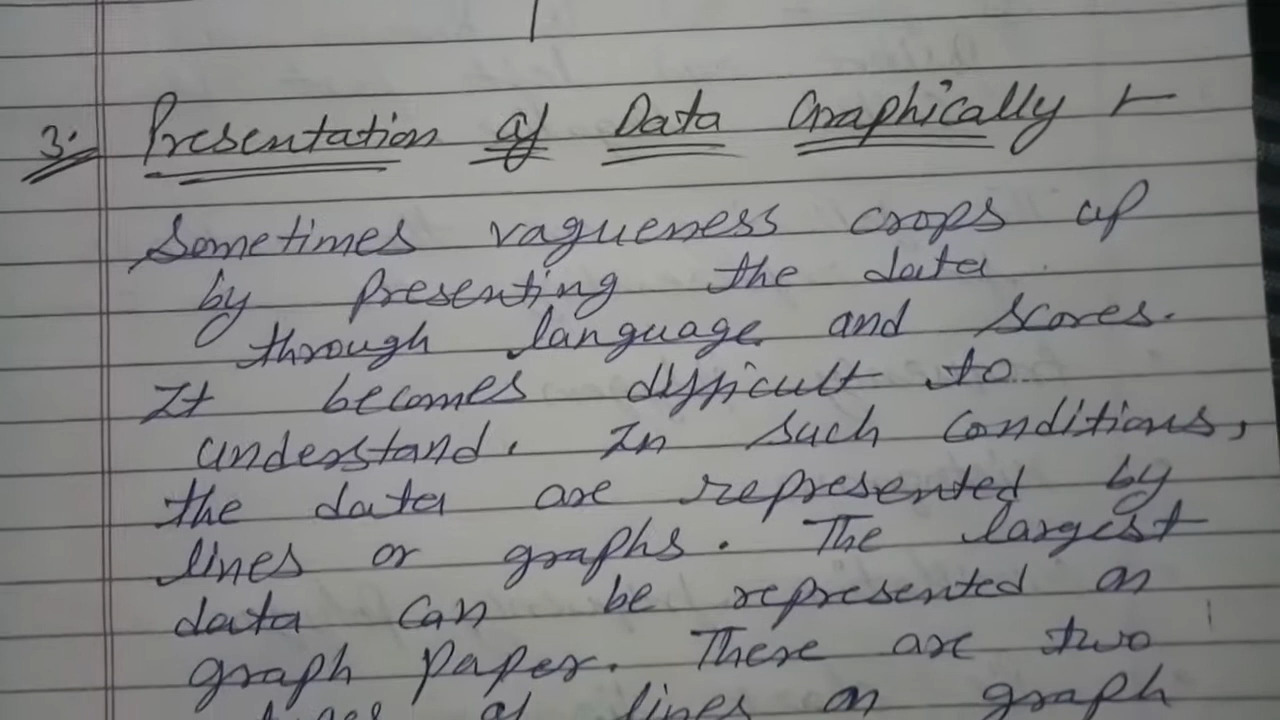 3. Presentation of Data Graphically :-
Sometimes vagueness crops up
by presenting the data
through language and scores.
It becomes difficult to
understand. In such conditions,
the data are represented by
lines or graphs. The largest
data can be represented on
graph paper. There are two
of lines on graph